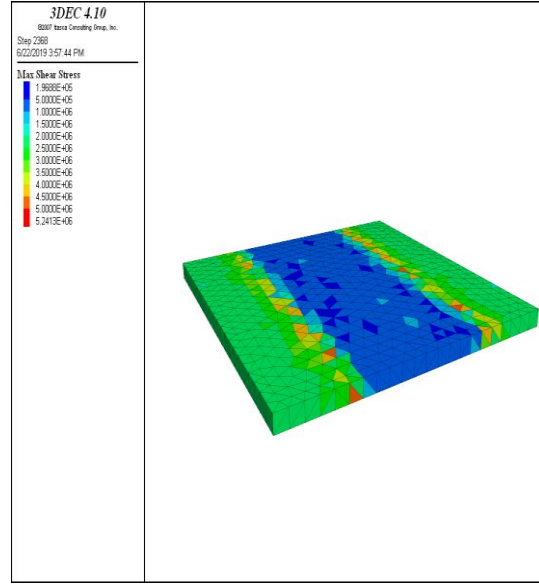 3DEC 4.10
©2007 Itasca Consulting Group, Inc.
Step 2368
6/22/2019 3:57:44 PM
Max Shear Stress
1.9688E+05
5.0000E+05
1.0000E+06
1.5000E+06
2.0000E+06
2.5000E+06
3.0000E+06
3.5000E+06
4.0000E+06
4.5000E+06
5.0000E+06
5.2413E+06